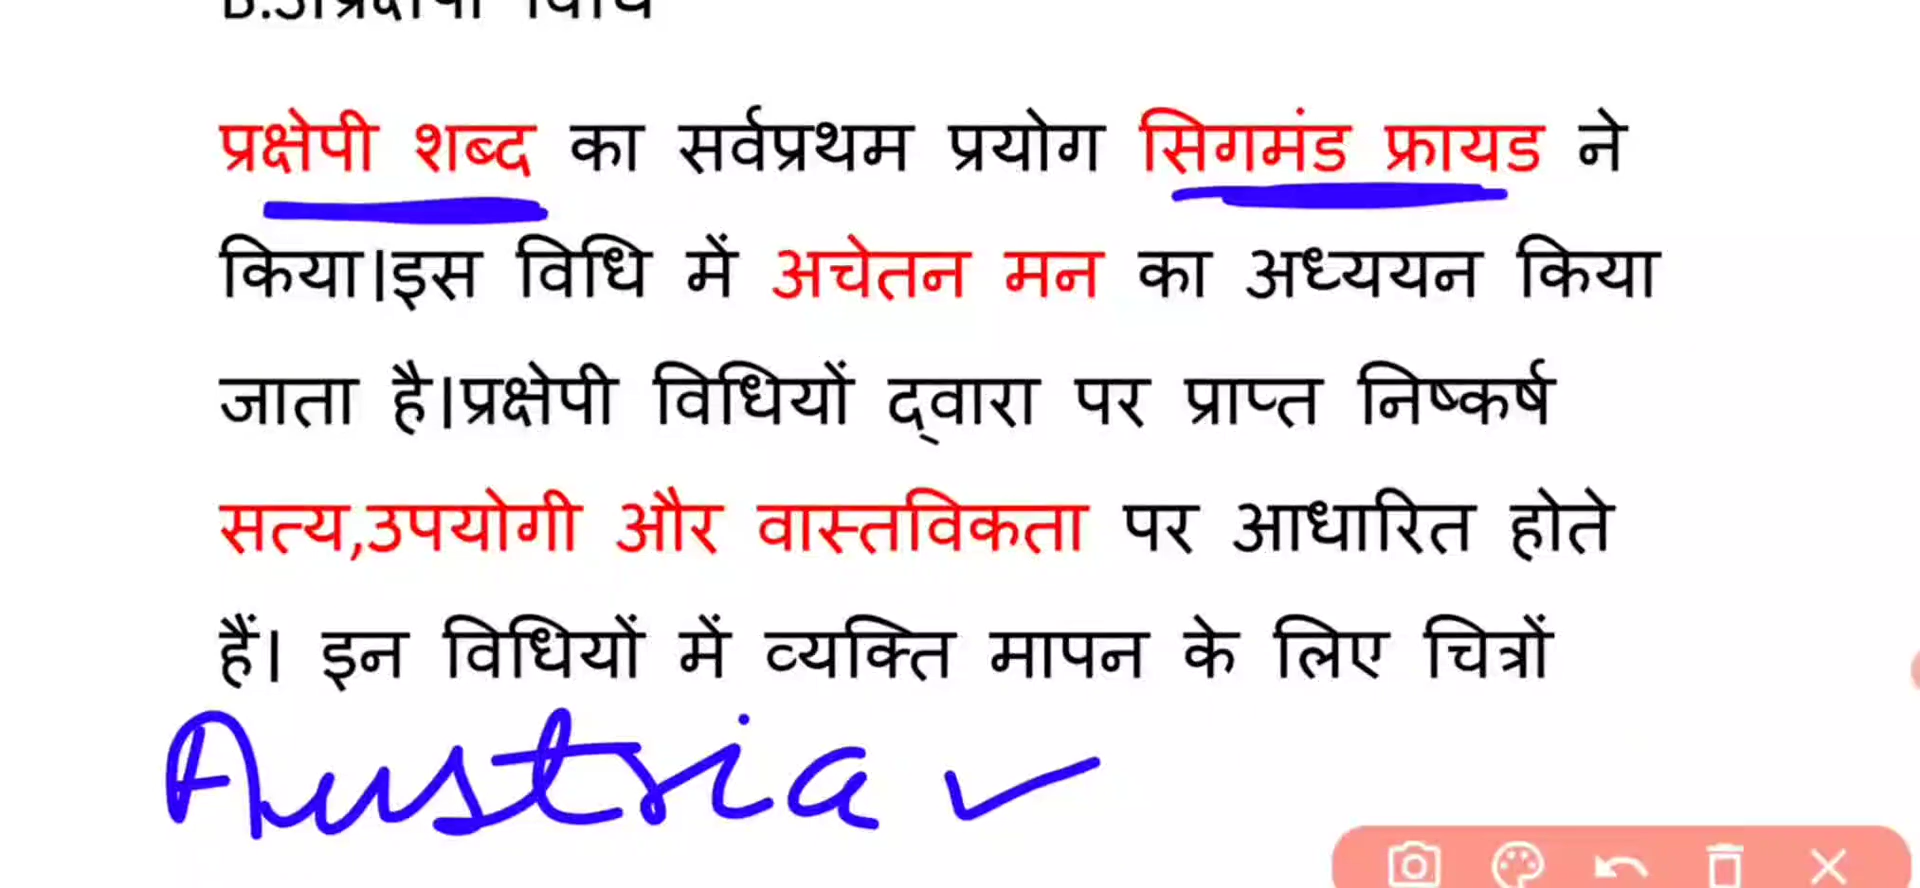 प्रक्षेपी शब्द का सर्वप्रथम प्रयोग सिगमंड फ्रायड ने
किया।इस विधि में अचेतन मन का अध्ययन किया
जाता है।प्रक्षेपी विधियों द्वारा पर प्राप्त निष्कर्ष
सत्य,उपयोगी और वास्तविकता पर आधारित होते
हैं। इन विधियों में व्यक्ति मापन के लिए चित्रों
Austria